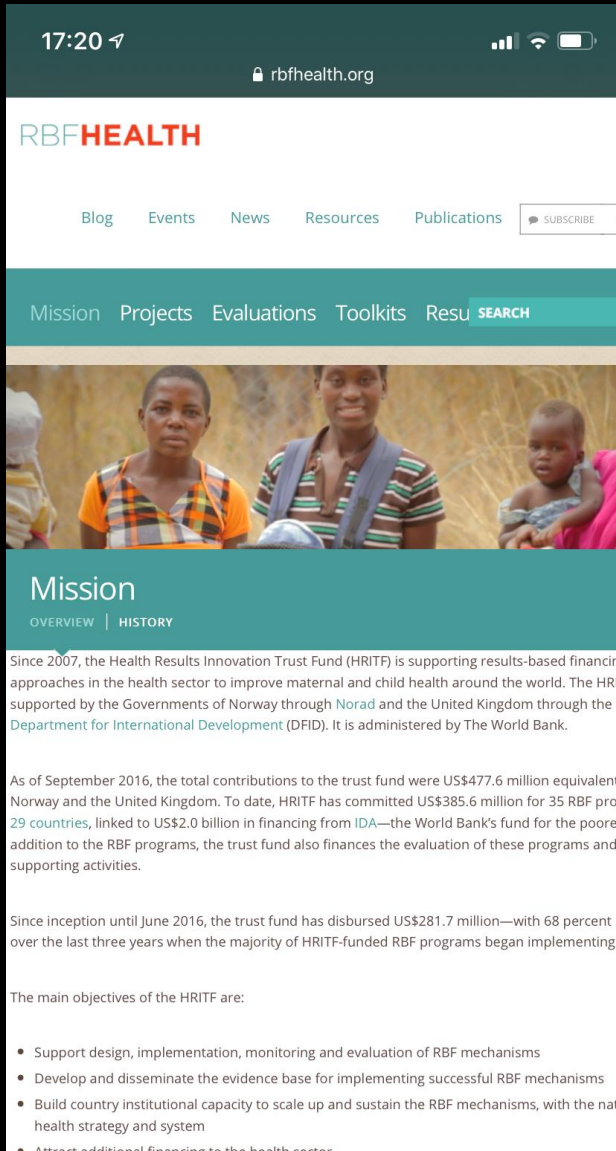 17:20
rbfhealth.org
RBFHEALTH
Blog Events News Resources Publications SUBSCRIBE
Mission Projects Evaluations Toolkits Resu SEARCH
Mission
OVERVIEW | HISTORY
Since 2007, the Health Results Innovation Trust Fund (HRITF) is supporting results-based financin
approaches in the health sector to improve maternal and child health around the world. The HRI
supported by the Governments of Norway through Norad and the United Kingdom through the
Department for International Development (DFID). It is administered by The World Bank.
As of September 2016, the total contributions to the trust fund were US$477.6 million equivalent
Norway and the United Kingdom. To date, HRITF has committed US$385.6 million for 35 RBF pro
29 countries, linked to US$2.0 billion in financing from IDA—the World Bank’s fund for the poore
addition to the RBF programs, the trust fund also finances the evaluation of these programs and
supporting activities.
Since inception until June 2016, the trust fund has disbursed US$281.7 million—with 68 percent
over the last three years when the majority of HRITF-funded RBF programs began implementing
The main objectives of the HRITF are:
• Support design, implementation, monitoring and evaluation of RBF mechanisms
• Develop and disseminate the evidence base for implementing successful RBF mechanisms
• Build country institutional capacity to scale up and sustain the RBF mechanisms, with the nat
health strategy and system
• Attract additional financing to the health sector